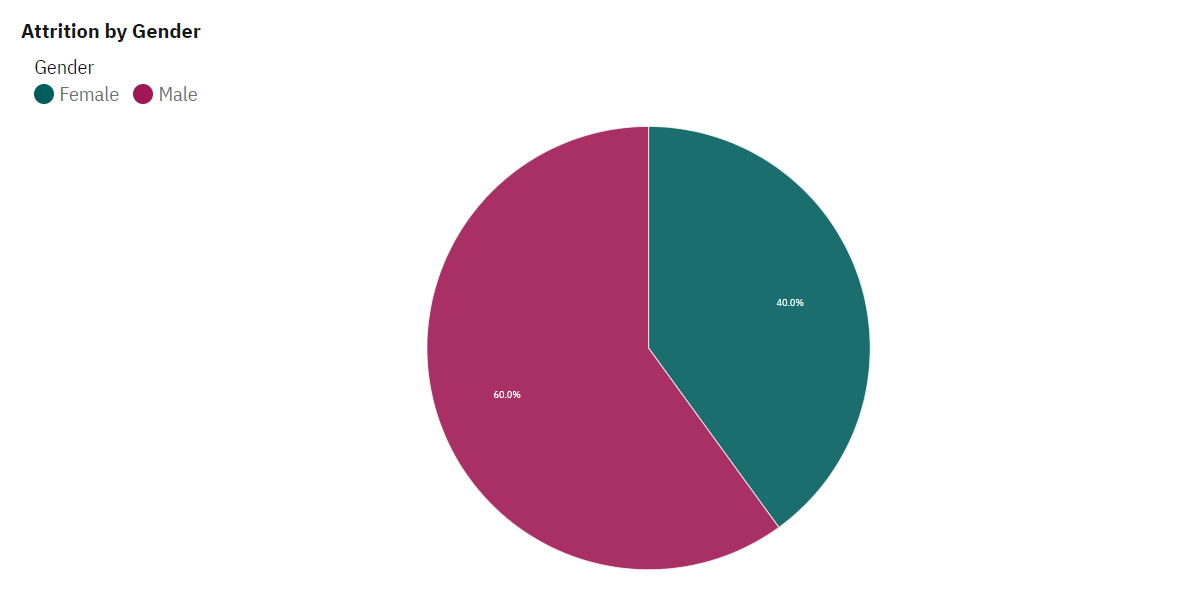 Attrition by Gender
Gender
Female Male
40.0%
60.0%